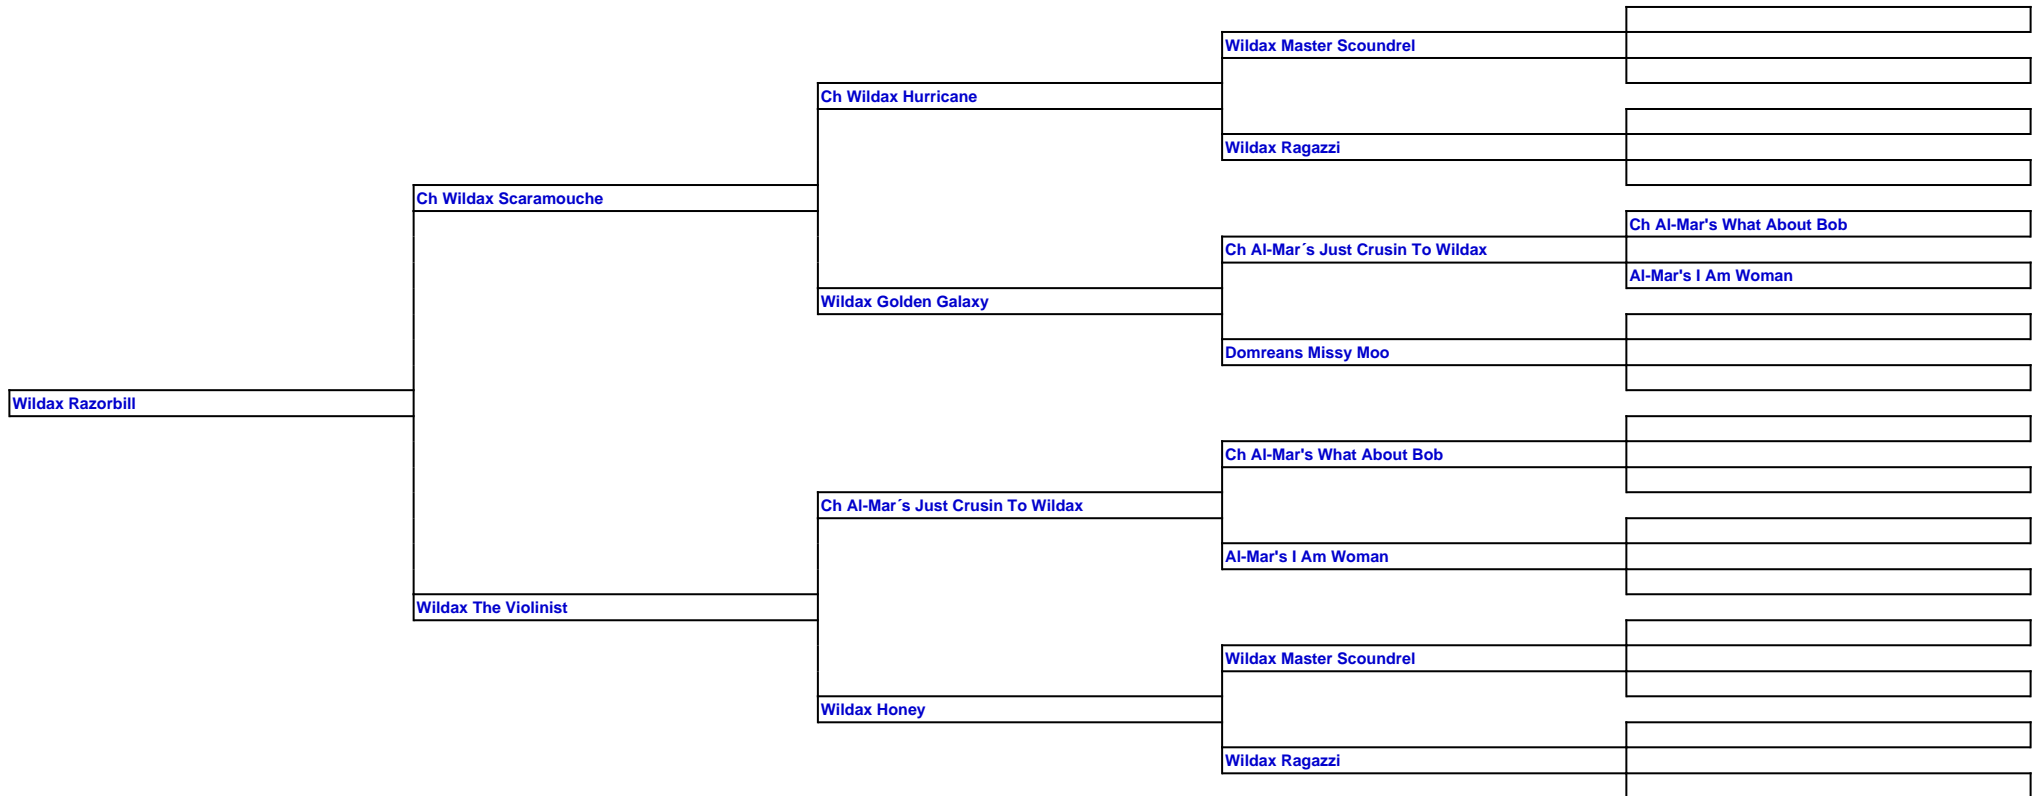 Wildax Master Scoundrel
Ch Wildax Hurricane
Wildax Ragazzi
Ch Wildax Scaramouche
Ch Al-Mar's What About Bob
Ch Al-Mar´s Just Crusin To Wildax
Al-Mar's I Am Woman
Wildax Golden Galaxy
Domreans Missy Moo
Wildax Razorbill
Ch Al-Mar's What About Bob
Ch Al-Mar´s Just Crusin To Wildax
Al-Mar's I Am Woman
Wildax The Violinist
Wildax Master Scoundrel
Wildax Honey
Wildax Ragazzi